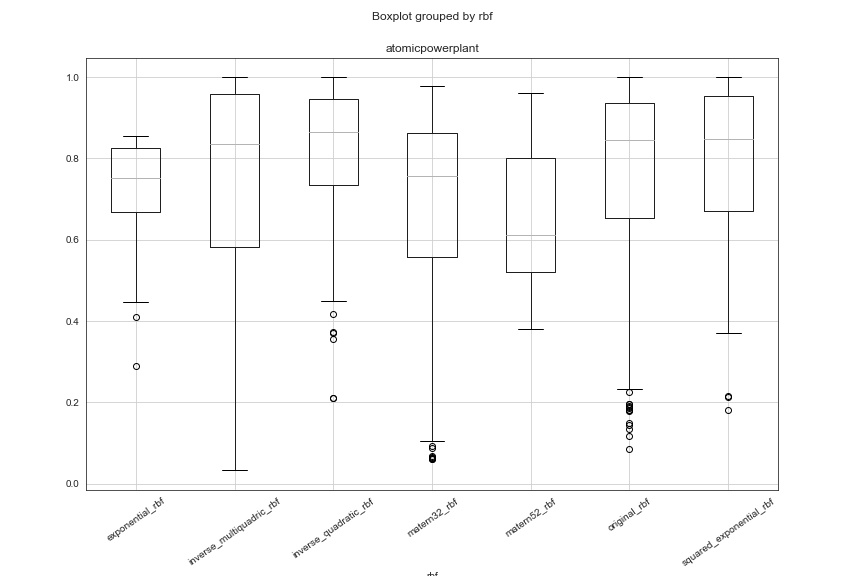 Boxplot grouped by rbf
atomicpowerplant
1.0
0.8
0.6
0.4
0.2
0.0
exponential_rbf
inverse_multiquadric_rbf
inverse_quadratic_rbf
matern32_rbf
matern52_rbf
original_rbf
squared_exponential_rbf
rbf